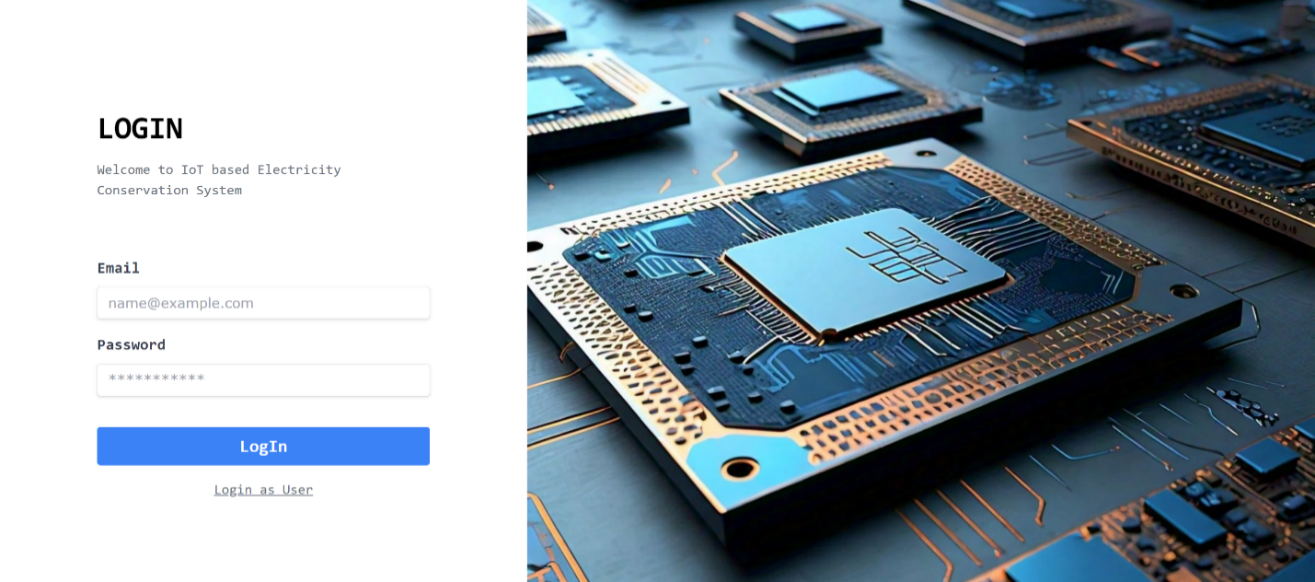 LOGIN
Welcome to IoT based Electricity
Conservation System
Email
name@example.com
Password
***********
LogIn
Login as User